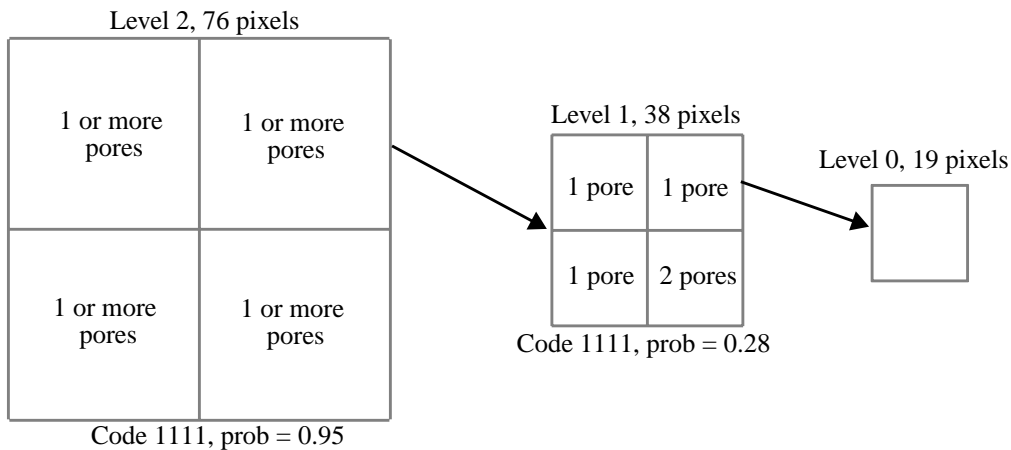 Level 2, 76 pixels
1 or more
pores
1 or more
pores
1 or more
pores
1 or more
pores
Code 1111, prob = 0.95
Level 1, 38 pixels
1 pore
1 pore
1 pore
2 pores
Code 1111, prob = 0.28
Level 0, 19 pixels